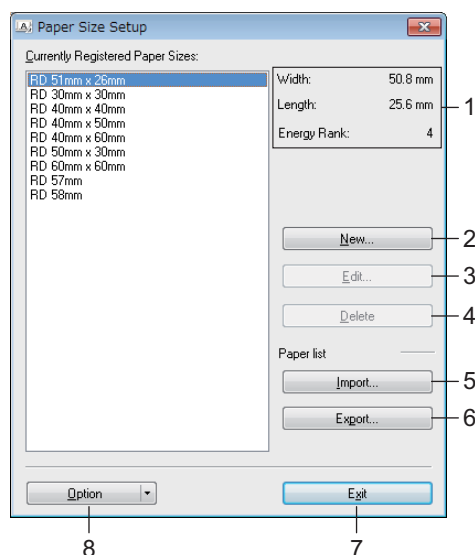 Paper Size Setup
Currently Registered Paper Sizes:
RD 51mm x 26mm
RD 30mm x 30mm
RD 40mm x 40mm
RD 40mm x 50mm
RD 40mm x 60mm
RD 50mm x 30mm
RD 60mm x 60mm
RD 57mm
RD 58mm
Width: 50.8 mm
Length: 25.6 mm
Energy Rank: 4
1
New... 2
Edit... 3
Delete 4
Paper list
Import... 5
Export... 6
Option
Exit
8
7